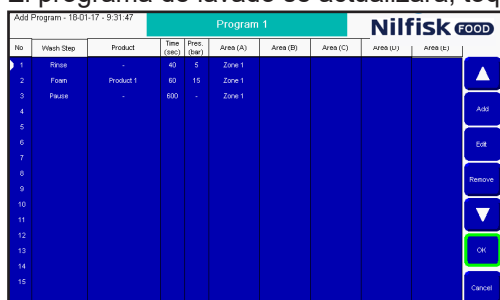 El programa de lavado se actualizará, toq
Add Program - 18-01-17 - 9:31:47
Program 1
Nilfisk FOOD
No Wash Step Product Time (sec) Pres. (bar) Area (A) Area (B) Area (C) Area (D) Area (E)
1 Rinse - 40 5 Zone 1
2 Foam Product 1 60 15 Zone 1
3 Pause - 600 - Zone 1
4
5
6
7
8
9
10
11
12
13
14
15
Add
Edit
Remove
OK
Cancel